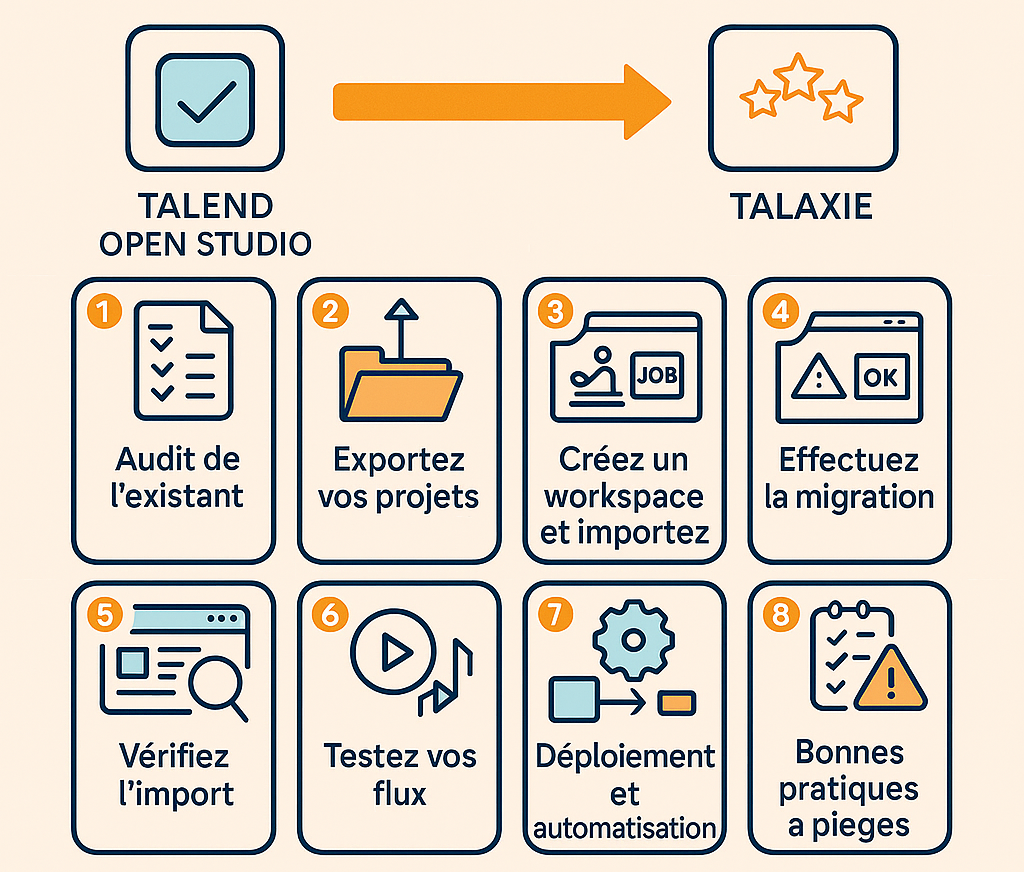 TALEND
OPEN STUDIO
TALAXIE
1
Audit de
l'existant
2
Exportez
vos projets
3
JOB
Créez un
workspace
et importez
4
OK
Effectuez
la migration
5
Vérifiez
l'import
6
Testez vos
flux
7
Déploiement
et
automatisation
8
Bonnes
pratiques
a pieges